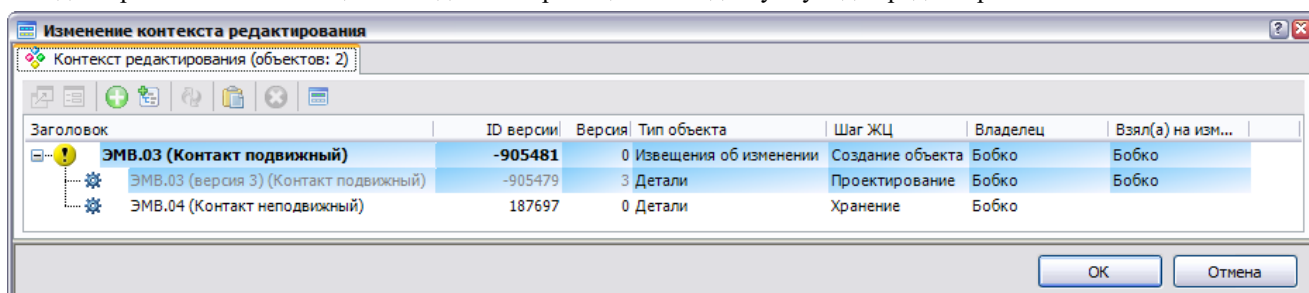 Изменение контекста редактирования
Контекст редактирования (объектов: 2)
Заголовок ID версии Версия Тип объекта Шаг ЖЦ Владелец Взял(а) на изм...
ЭМВ.03 (Контакт подвижный) -905481 0 Извещения об изменении Создание объекта Бобко Бобко
ЭМВ.03 (версия 3) (Контакт подвижный) -905479 3 Детали Проектирование Бобко Бобко
ЭМВ.04 (Контакт неподвижный) 187697 0 Детали Хранение Бобко
ОК Отмена